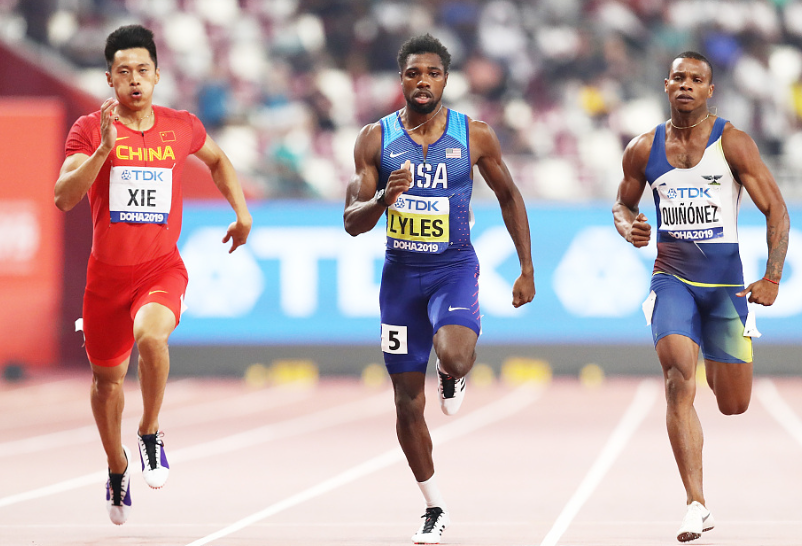 CHINA
TDK
XIE
DOHA2019
USA
TDK
LYLES
DOHA2019
5
TDK
QUIÑÓNEZ
DOHA2019
TDK